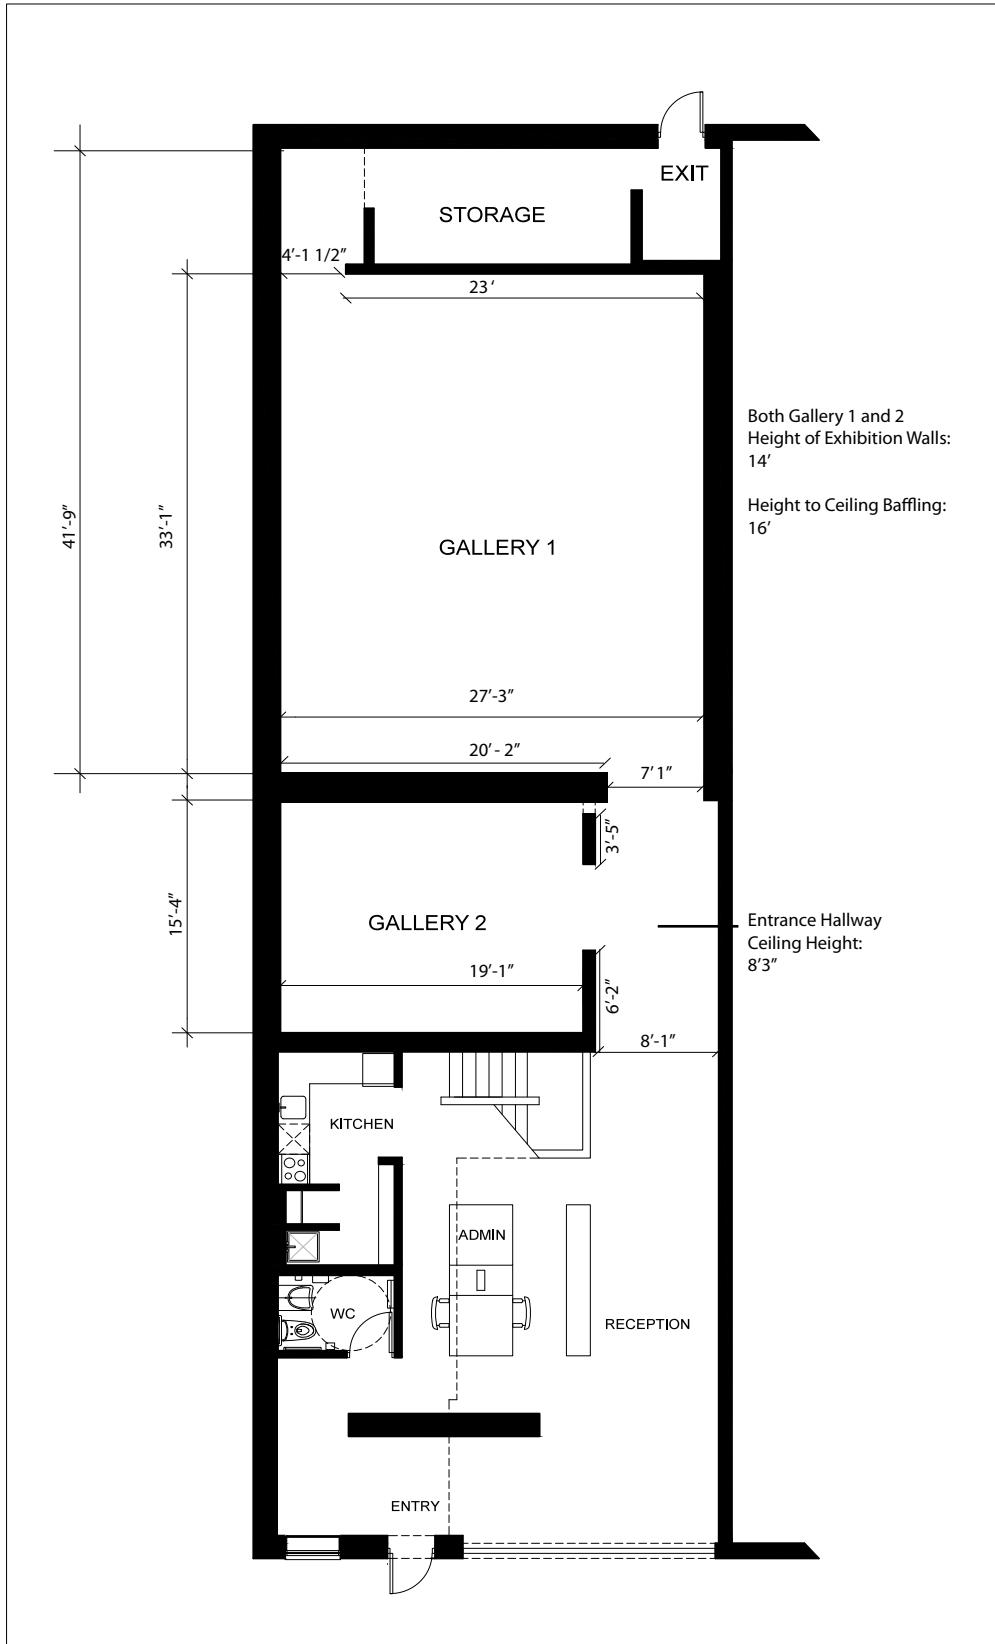 EXIT
STORAGE
4'-1 1/2"
23 '
Both Gallery 1 and 2
Height of Exhibition Walls:
14'
Height to Ceiling Baffling:
16'
41'-9"
33'-1"
GALLERY 1
27'-3"
20' - 2"
7' 1"
3'-5"
15'-4"
GALLERY 2
Entrance Hallway
Ceiling Height:
8'3"
19'-1"
6'-2"
8'-1"
KITCHEN
ADMIN
WC
RECEPTION
ENTRY